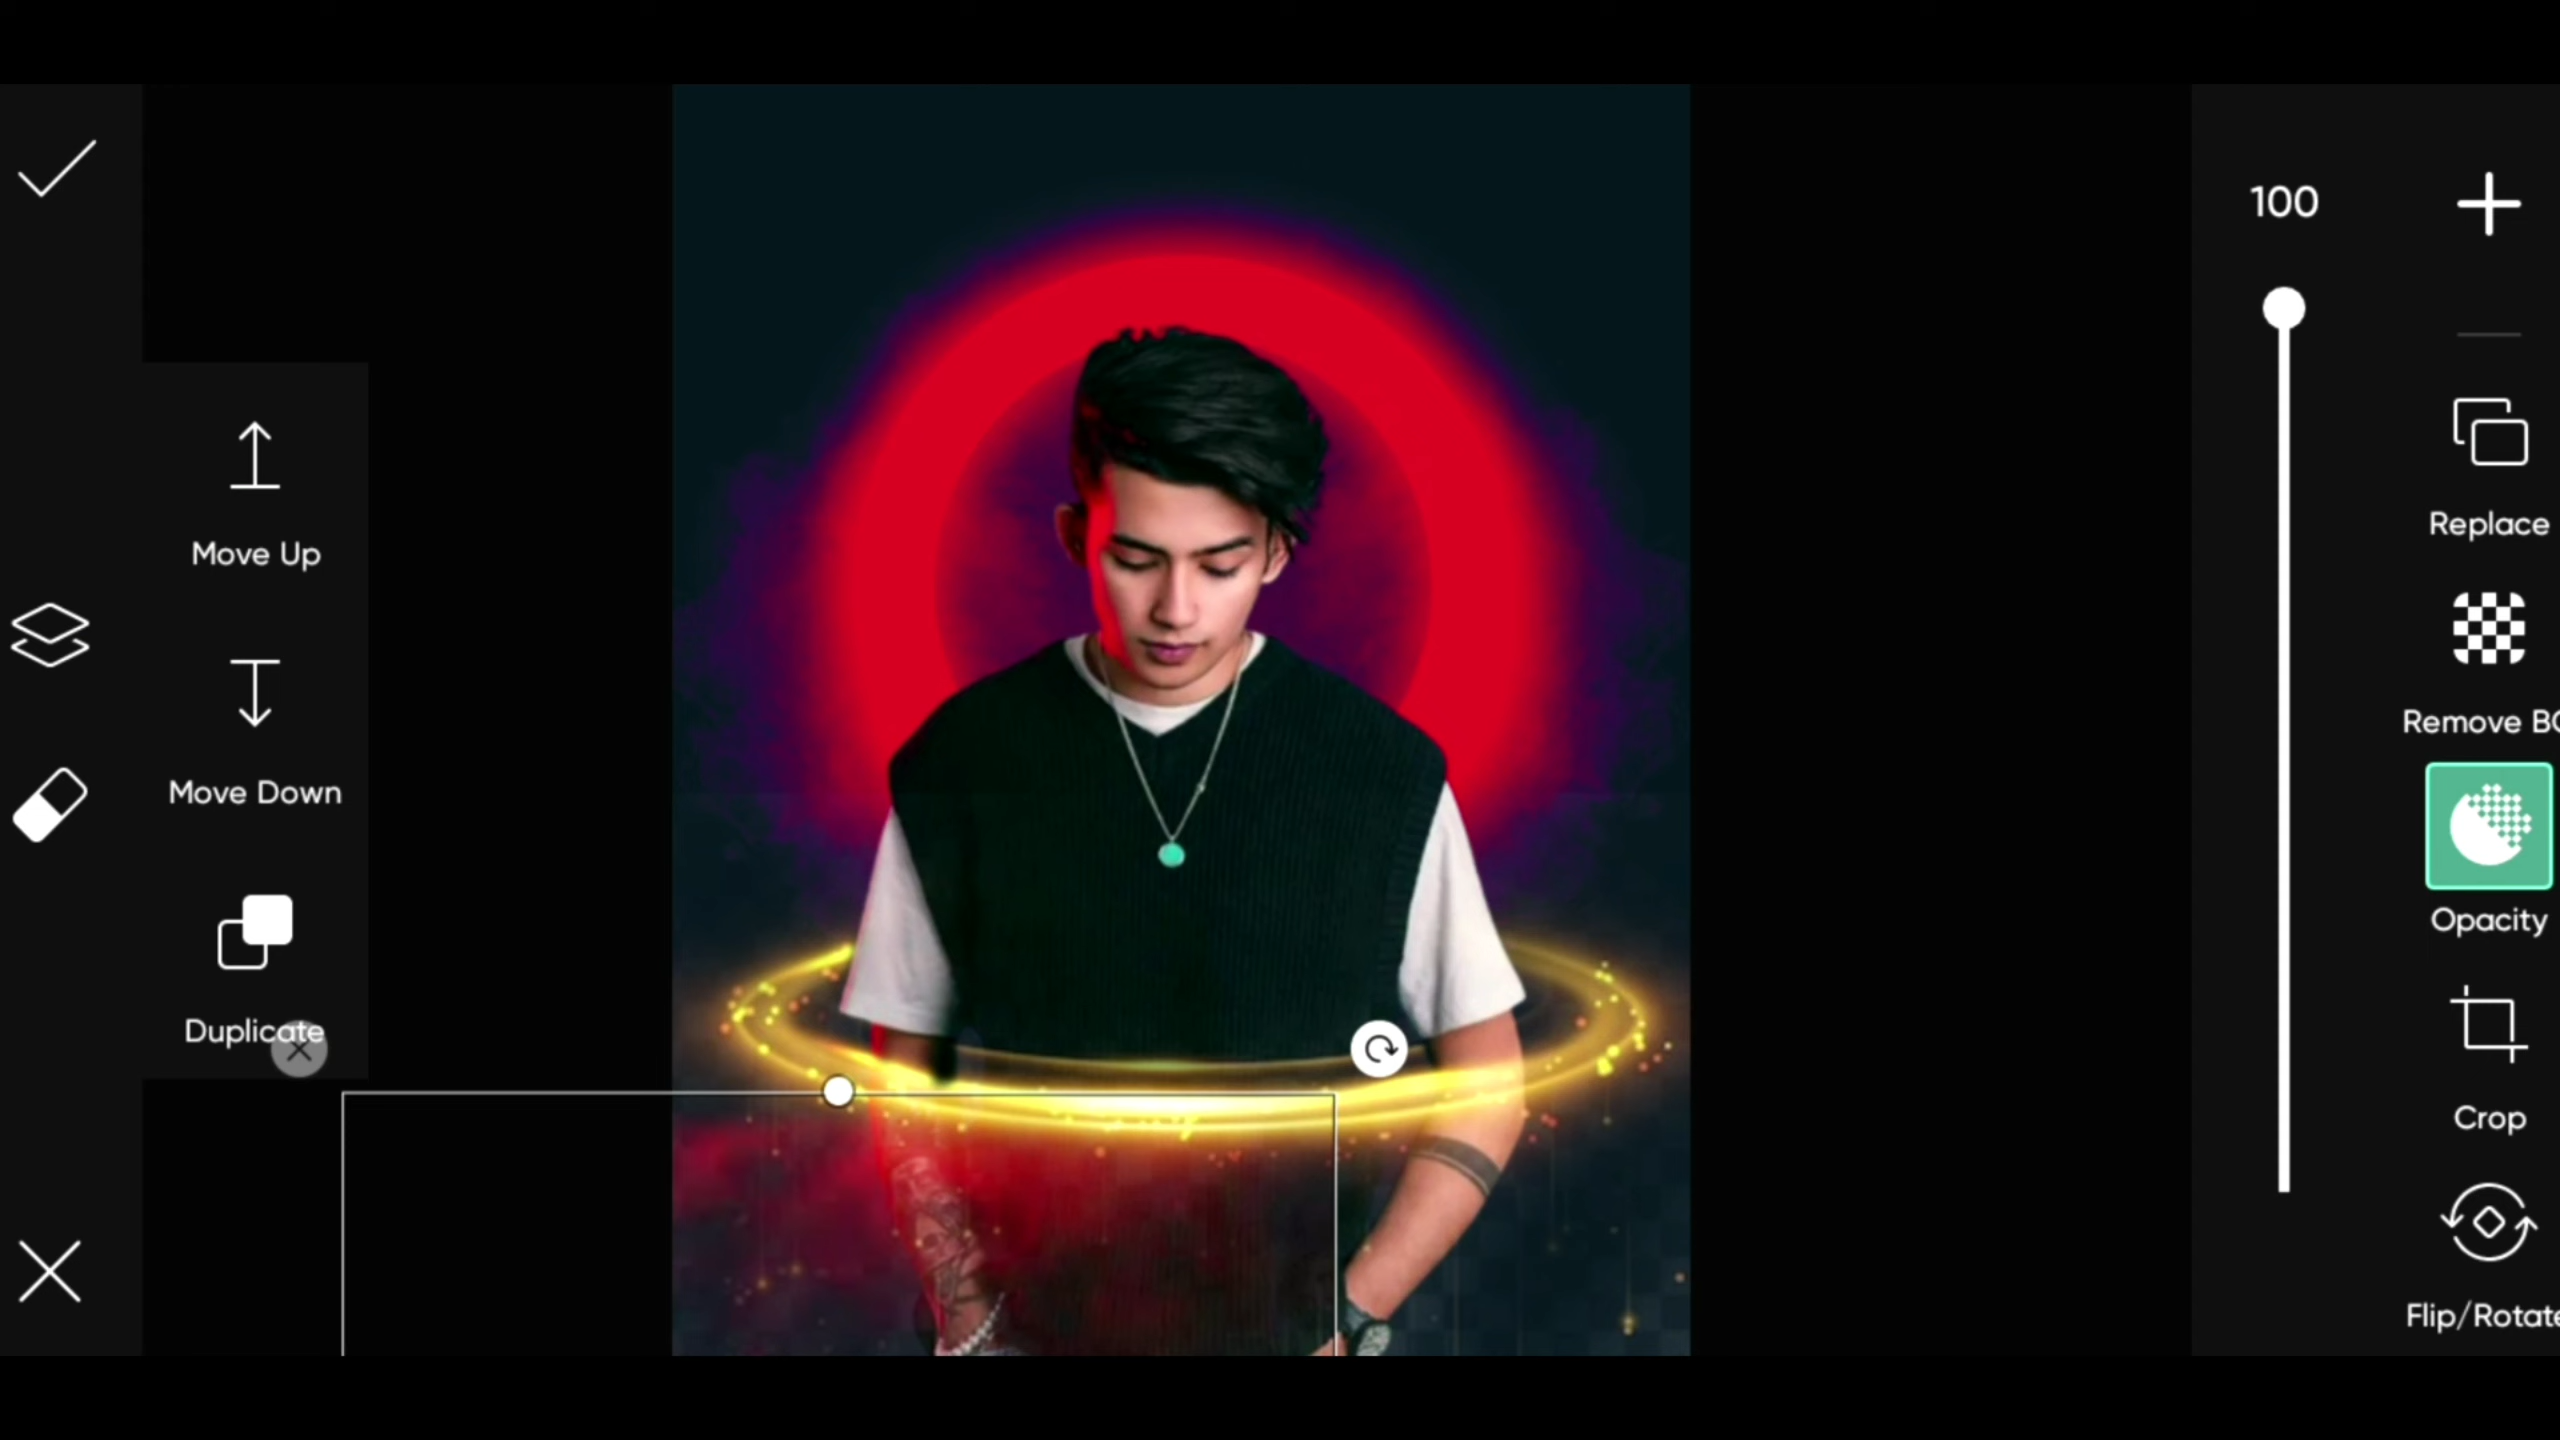 100
Move Up
Replace
Move Down
Remove BG
Duplicate
Opacity
Crop
Flip/Rotate